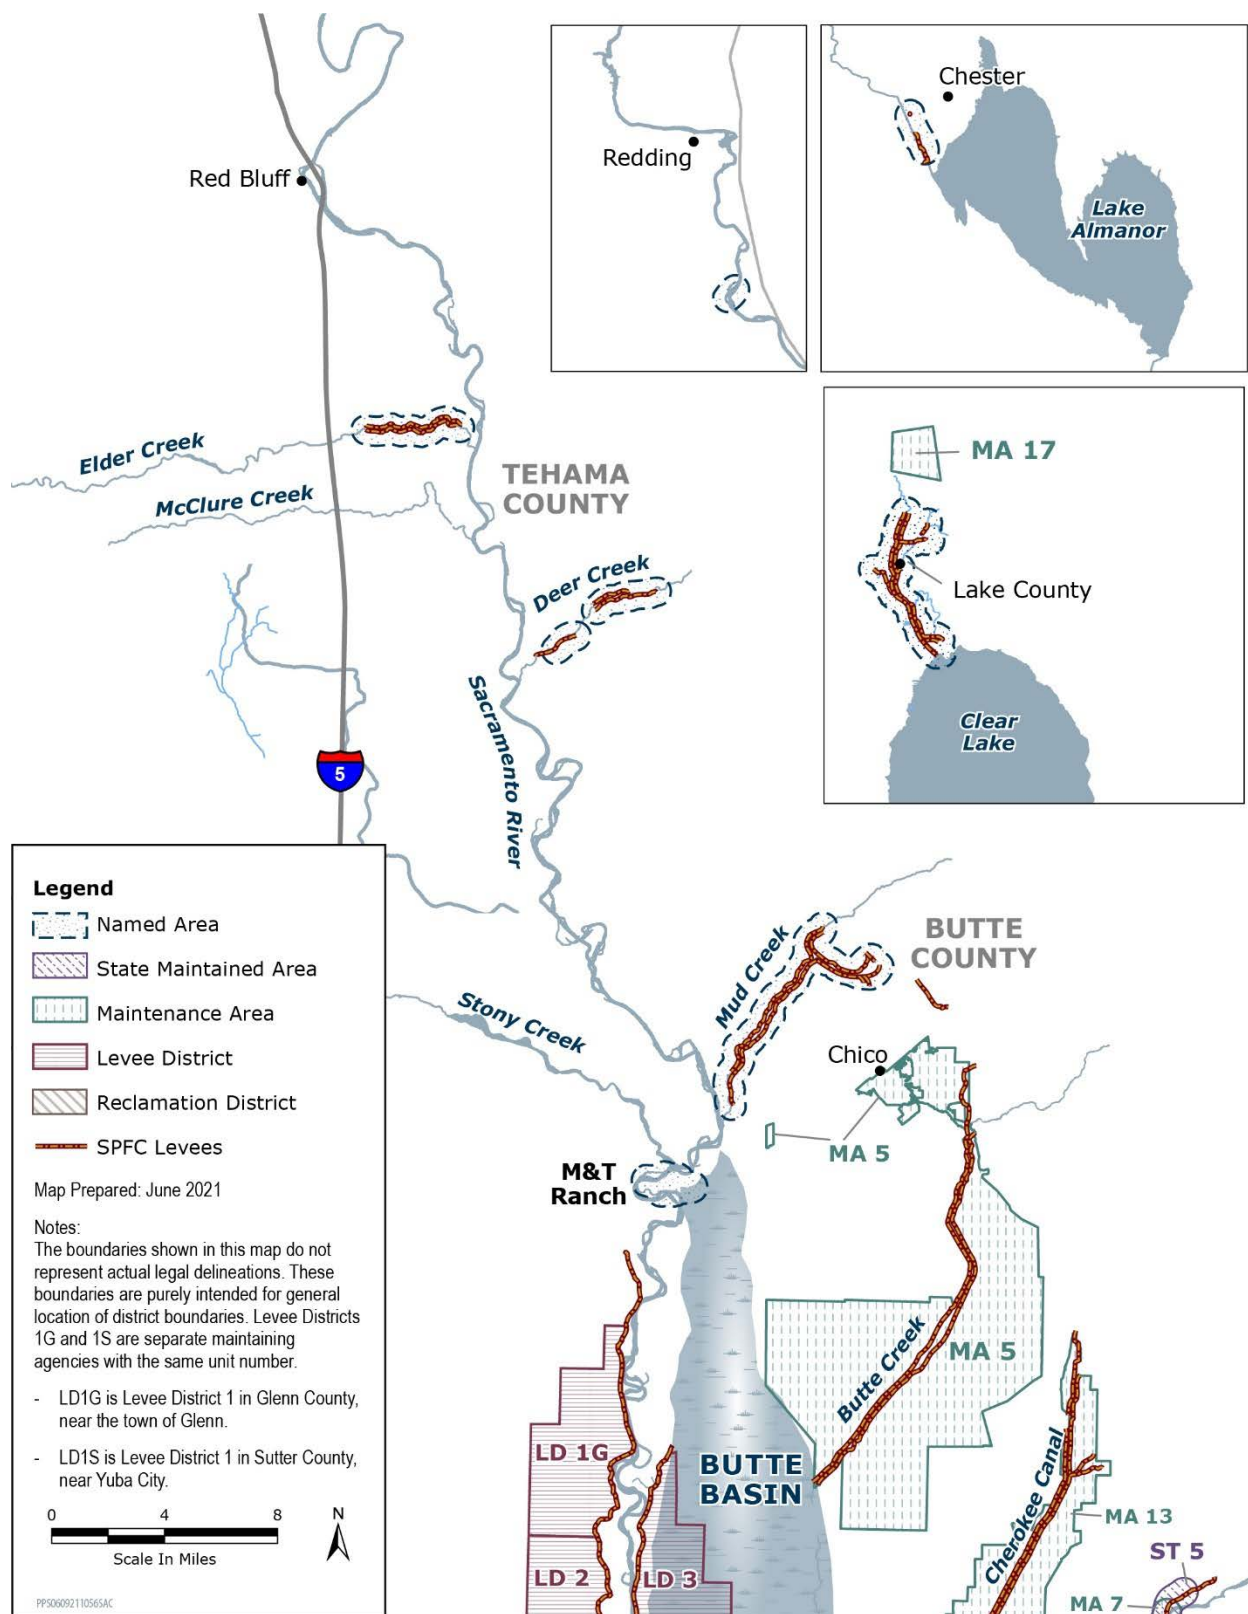 Red Bluff
Redding
Chester
Lake
Almanor
Elder Creek
McClure Creek
TEHAMA
COUNTY
Deer Creek
MA 17
Lake County
Clear
Lake
Sacramento River
5
Legend
Named Area
State Maintained Area
Maintenance Area
Levee District
Reclamation District
SPFC Levees
Map Prepared: June 2021
Notes:
The boundaries shown in this map do not
represent actual legal delineations. These
boundaries are purely intended for general
location of district boundaries. Levee Districts
1G and 1S are separate maintaining
agencies with the same unit number.
- LD1G is Levee District 1 in Glenn County,
near the town of Glenn.
- LD1S is Levee District 1 in Sutter County,
near Yuba City.
0 4 8
Scale In Miles
N
PPS0609211056SAC
Stony Creek
Mud Creek
BUTTE
COUNTY
Chico
MA 5
M&T
Ranch
Butte Creek
MA 5
LD 1G
BUTTE
BASIN
Cherokee Canal
MA 13
ST 5
LD 2
LD 3
MA 7